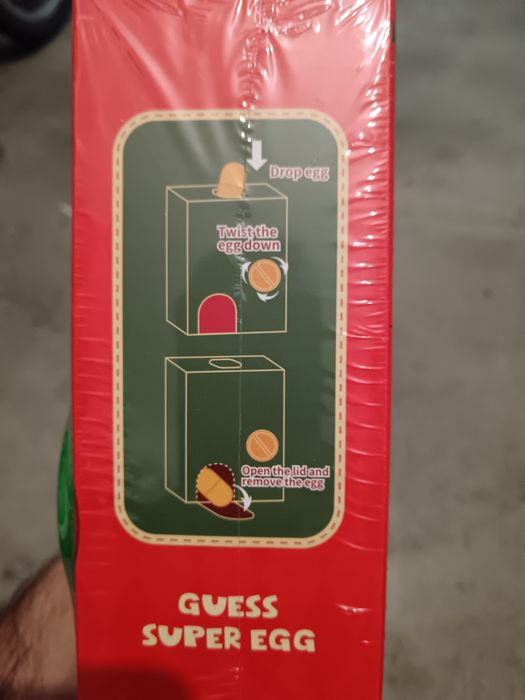 Drop egg
Twist the
egg down
Open the lid and
remove the egg
GUESS
SUPER EGG